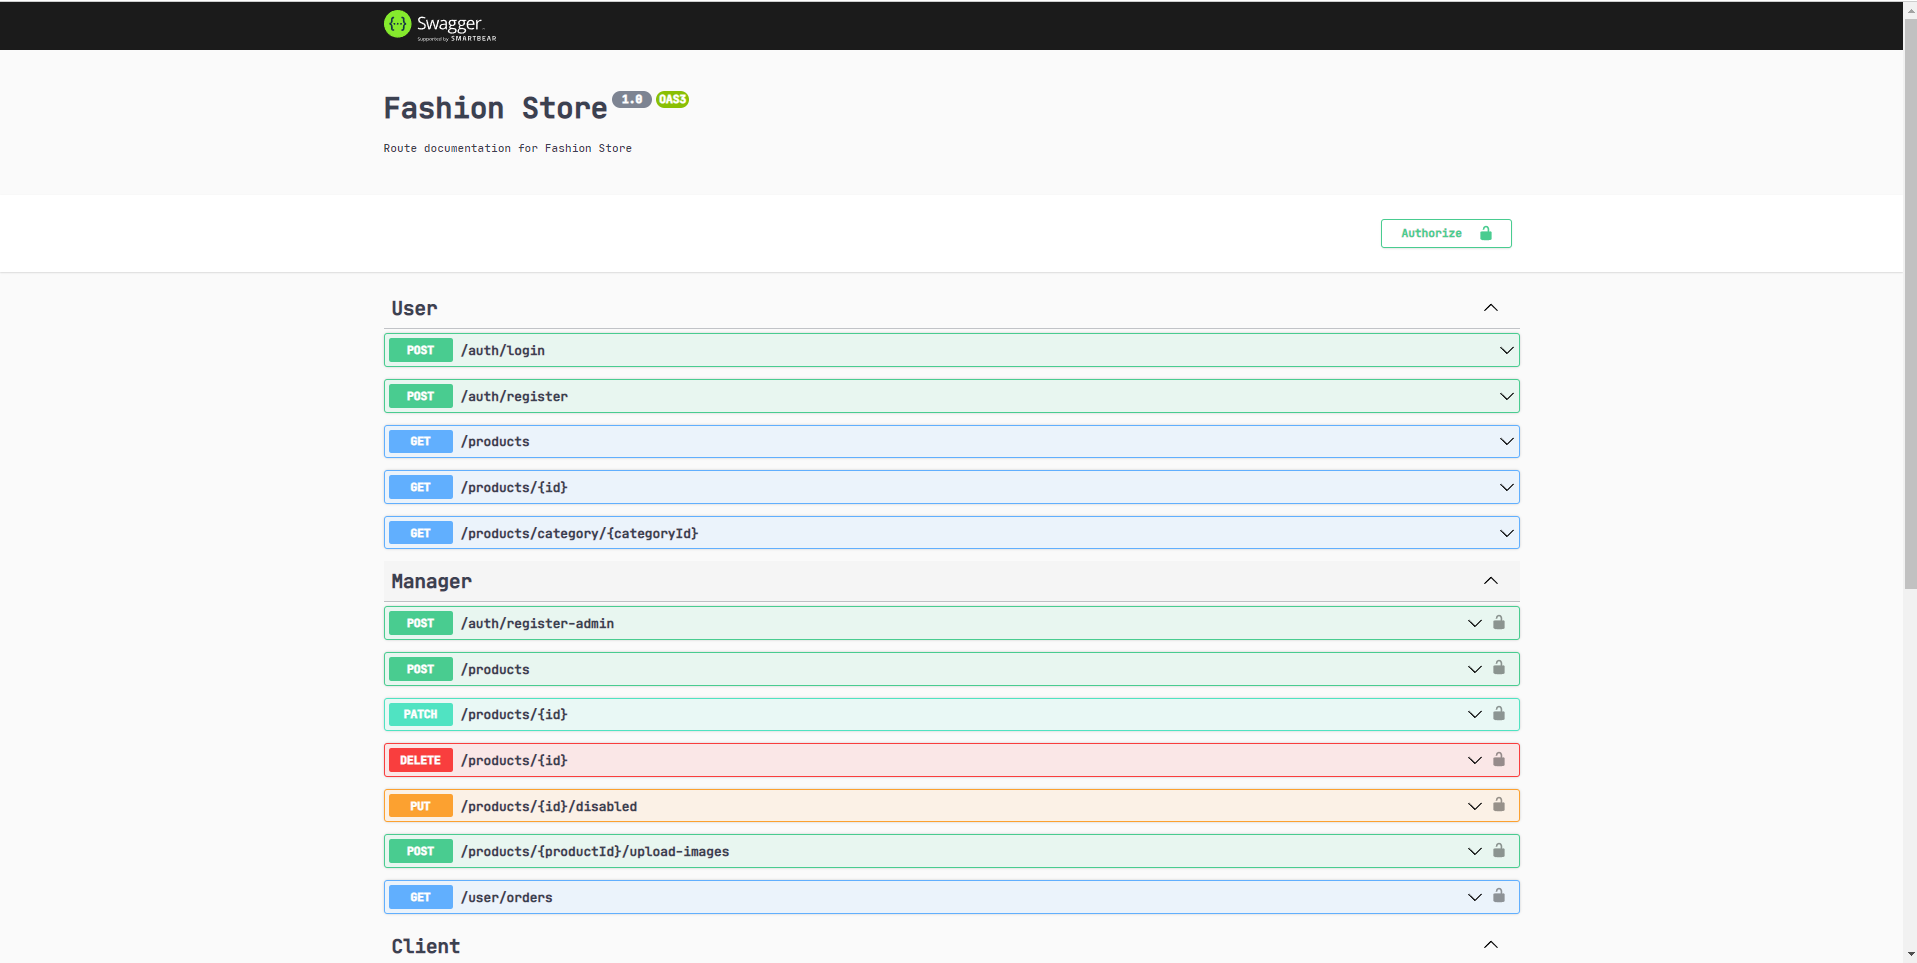 Swagger
Supported by SMARTBEAR
Fashion Store 1.0 OAS3
Route documentation for Fashion Store
Authorize
User
POST /auth/login
POST /auth/register
GET /products
GET /products/{id}
GET /products/category/{categoryId}
Manager
POST /auth/register-admin
POST /products
PATCH /products/{id}
DELETE /products/{id}
PUT /products/{id}/disabled
POST /products/{productId}/upload-images
GET /user/orders
Client